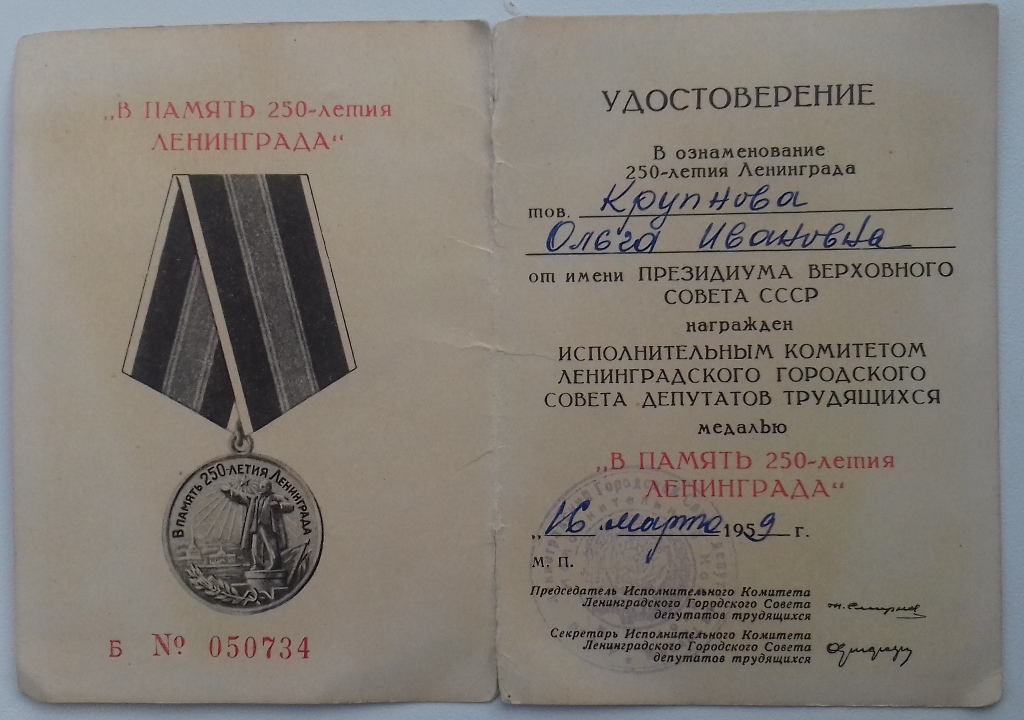 „В ПАМЯТЬ 250-летия
ЛЕНИНГРАДА“
В ПАМЯТЬ 250-ЛЕТИЯ ЛЕНИНГРАДА
Б № 050734
УДОСТОВЕРЕНИЕ
В ознаменование
250-летия Ленинграда
тов. Крупнова
Ольга Ивановна
от имени ПРЕЗИДИУМА ВЕРХОВНОГО
СОВЕТА СССР
награжден
ИСПОЛНИТЕЛЬНЫМ КОМИТЕТОМ
ЛЕНИНГРАДСКОГО ГОРОДСКОГО
СОВЕТА ДЕПУТАТОВ ТРУДЯЩИХСЯ
медалью
„В ПАМЯТЬ 250-летия
ЛЕНИНГРАДА“
„16 марта 1959 г.
М. П.
Председатель Исполнительного Комитета
Ленинградского Городского Совета
депутатов трудящихся
Секретарь Исполнительного Комитета
Ленинградского Городского Совета
депутатов трудящихся